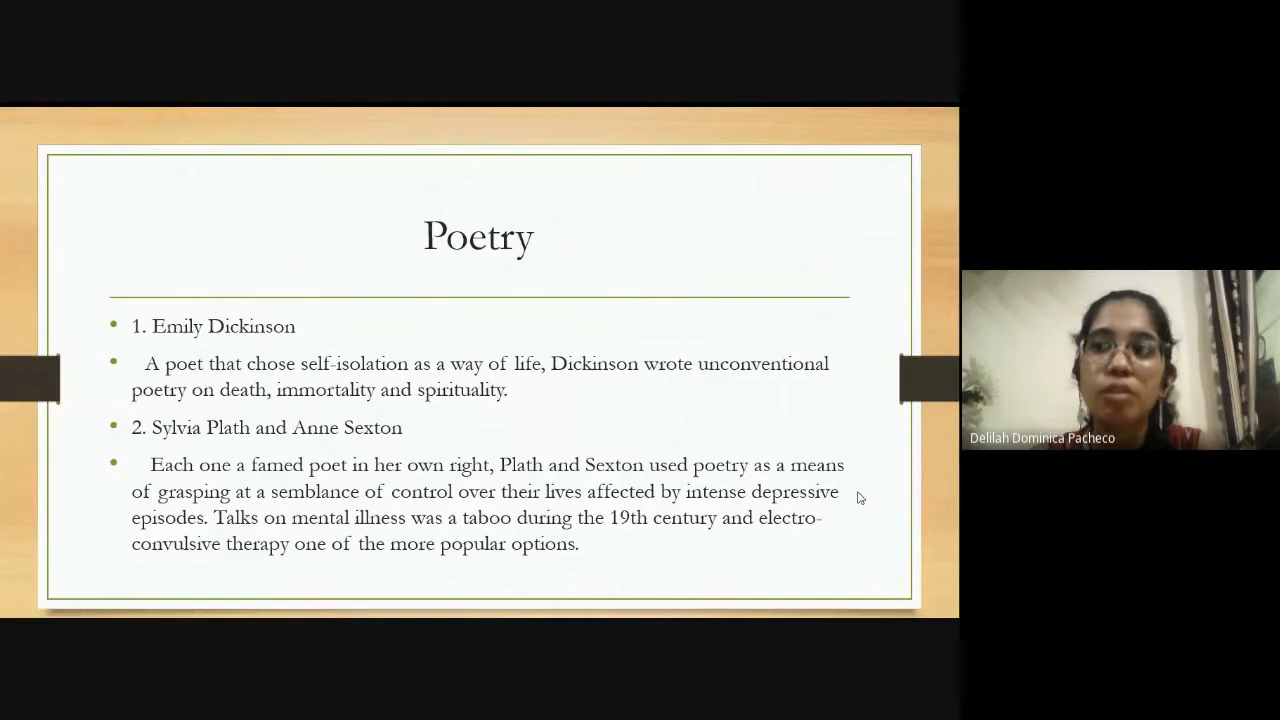 Poetry
• 1. Emily Dickinson
• A poet that chose self-isolation as a way of life, Dickinson wrote unconventional
poetry on death, immortality and spirituality.
• 2. Sylvia Plath and Anne Sexton
• Each one a famed poet in her own right, Plath and Sexton used poetry as a means
of grasping at a semblance of control over their lives affected by intense depressive
episodes. Talks on mental illness was a taboo during the 19th century and electro-
convulsive therapy one of the more popular options.
Delilah Dominica Pacheco